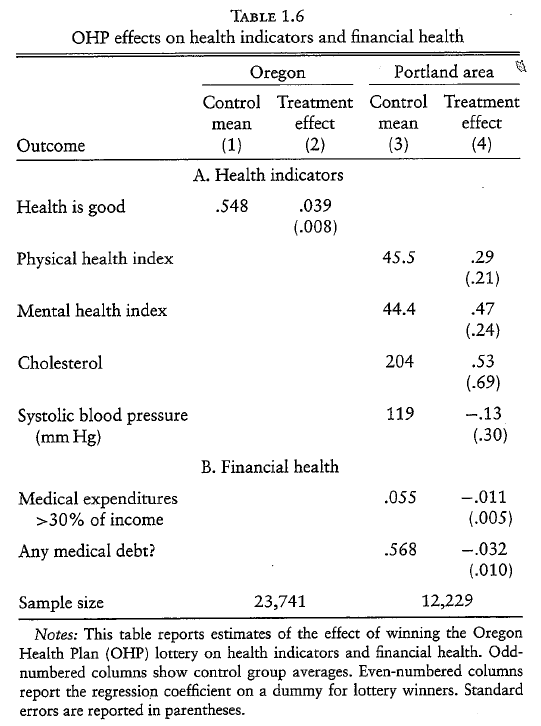 TABLE 1.6
OHP effects on health indicators and financial health
Oregon Portland area
Control Treatment Control Treatment
mean effect mean effect
Outcome (1) (2) (3) (4)
A. Health indicators
Health is good .548 .039
(.008)
Physical health index 45.5 .29
(.21)
Mental health index 44.4 .47
(.24)
Cholesterol 204 .53
(.69)
Systolic blood pressure 119 −.13
(mm Hg) (.30)
B. Financial health
Medical expenditures .055 −.011
>30% of income (.005)
Any medical debt? .568 −.032
(.010)
Sample size 23,741 12,229
Notes: This table reports estimates of the effect of winning the Oregon
Health Plan (OHP) lottery on health indicators and financial health. Odd-
numbered columns show control group averages. Even-numbered columns
report the regression coefficient on a dummy for lottery winners. Standard
errors are reported in parentheses.